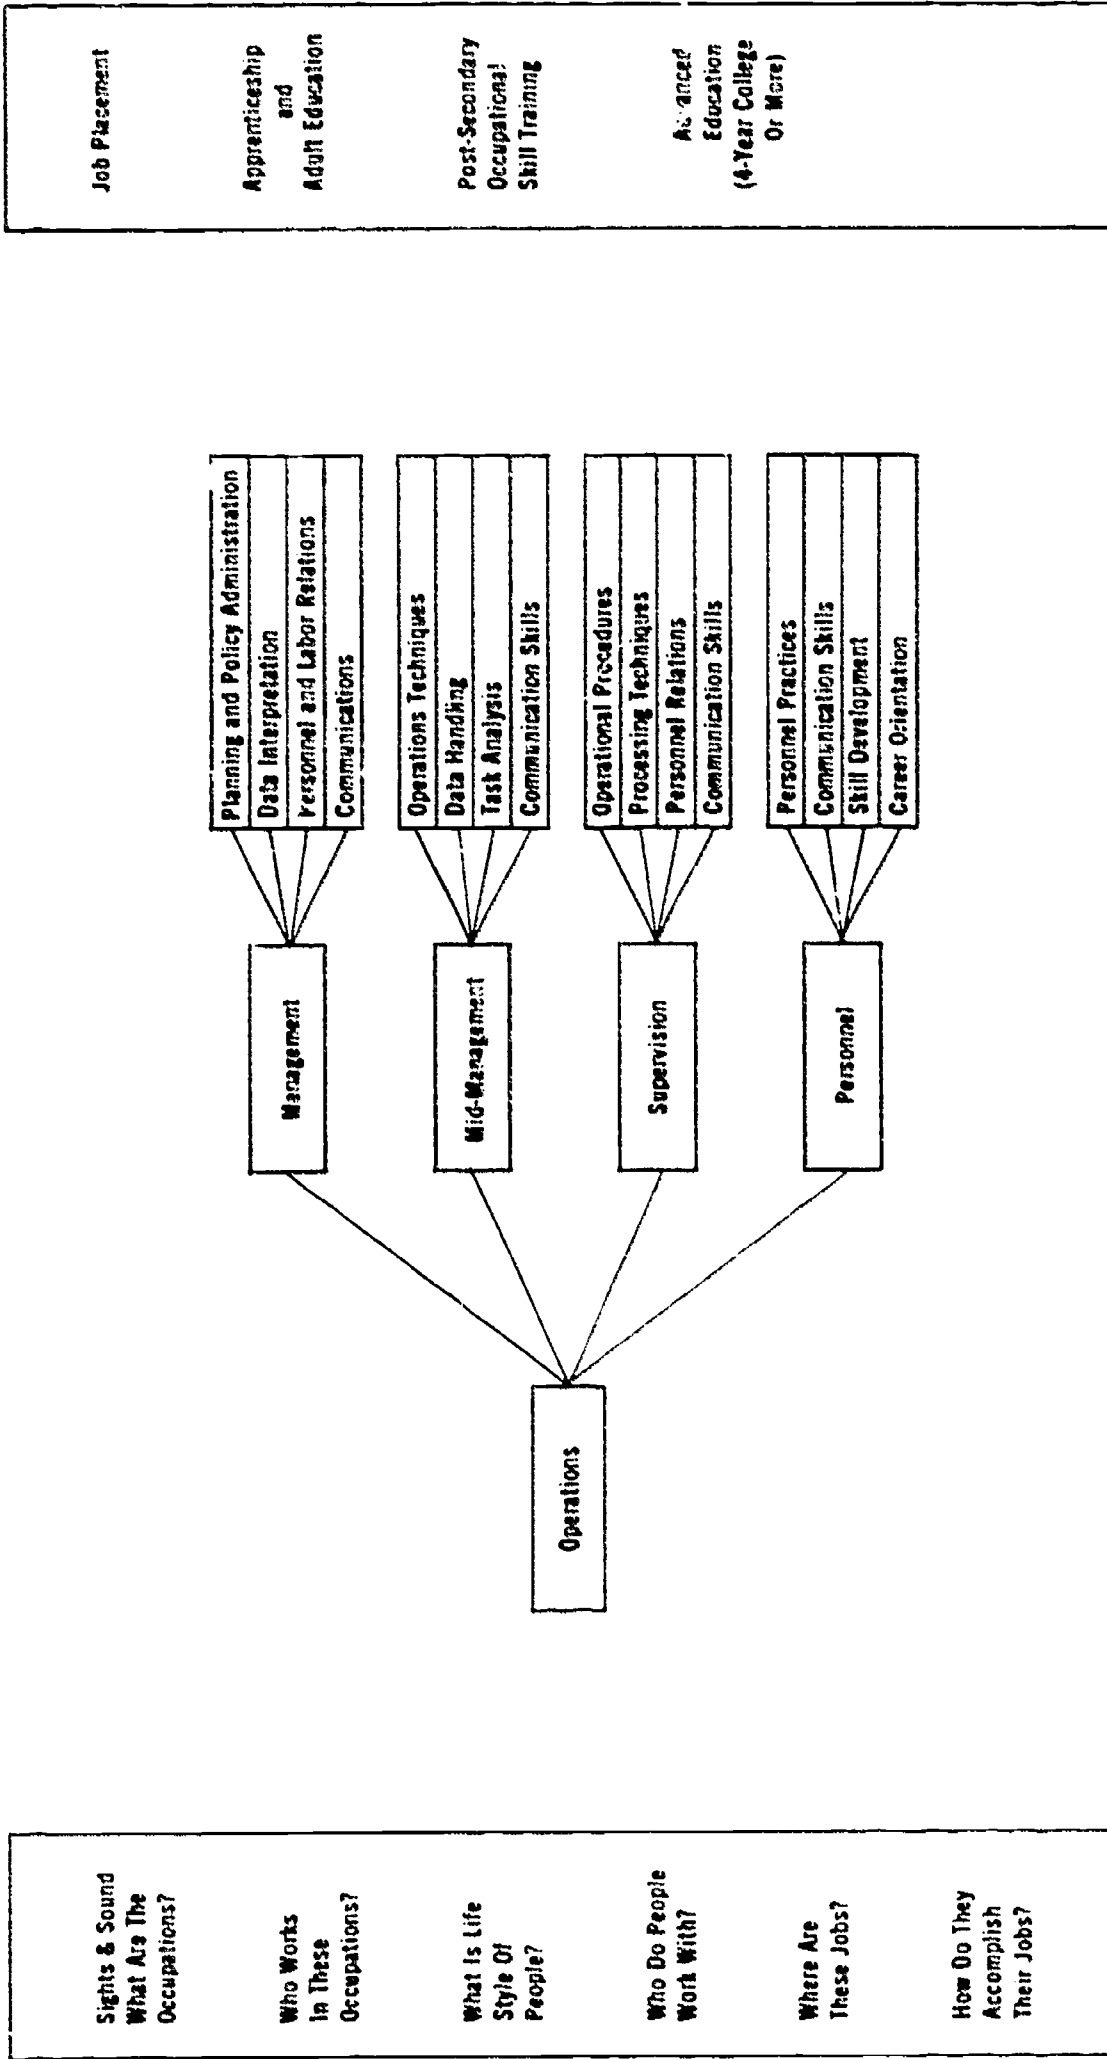 Sights & Sound
What Are The
Occupations?
Who Works
In These
Occupations?
What Is Life
Style Of
People?
Who Do People
Work With?
Where Are
These Jobs?
How Do They
Accomplish
Their Jobs?
Operations
Management
Mid-Management
Supervision
Personnel
Planning and Policy Administration
Data Interpretation
Personnel and Labor Relations
Communications
Operations Techniques
Data Handling
Task Analysis
Communication Skills
Operational Procedures
Processing Techniques
Personnel Relations
Communication Skills
Personnel Practices
Communication Skills
Skill Development
Career Orientation
Job Placement
Apprenticeship
and
Adult Education
Post-Secondary
Occupational
Skill Training
Advanced
Education
(4-Year College
Or More)